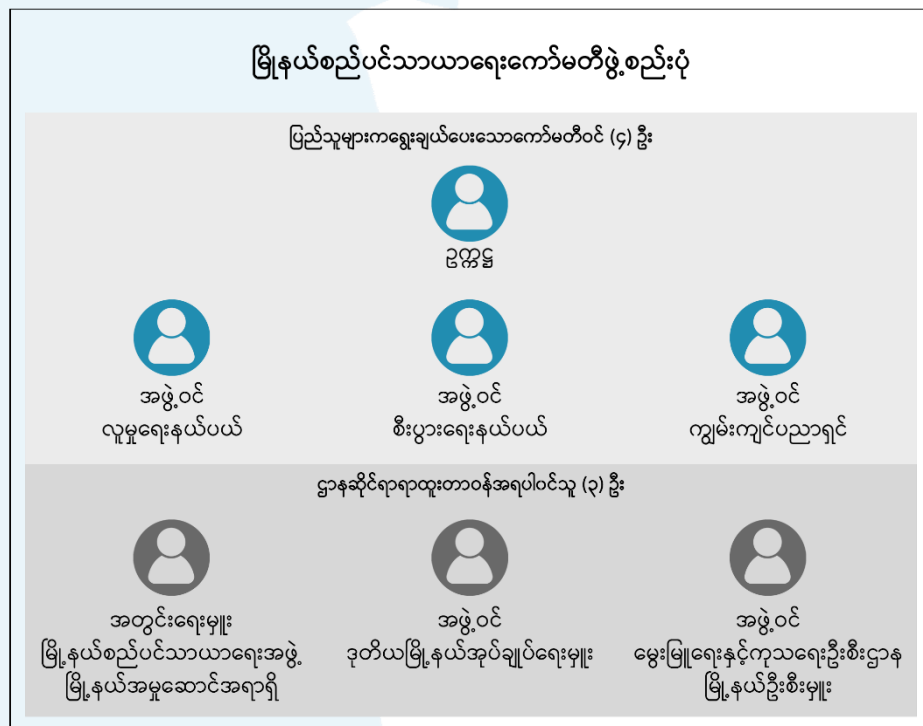 မြို့နယ်စည်ပင်သာယာရေးကော်မတီဖွဲ့စည်းပုံ
ပြည်သူများကရွေးချယ်ပေးသောကော်မတီဝင် (၄) ဦး
ဥက္ကဋ္ဌ
အဖွဲ့ဝင်
လူမှုရေးနယ်ပယ်
အဖွဲ့ဝင်
စီးပွားရေးနယ်ပယ်
အဖွဲ့ဝင်
ကျွမ်းကျင်ပညာရှင်
ဌာနဆိုင်ရာရာထူးတာဝန်အရပါဝင်သူ (၃) ဦး
အတွင်းရေးမှူး
မြို့နယ်စည်ပင်သာယာရေးအဖွဲ့
မြို့နယ်အမှုဆောင်အရာရှိ
အဖွဲ့ဝင်
ဒုတိယမြို့နယ်အုပ်ချုပ်ရေးမှူး
အဖွဲ့ဝင်
မွေးမြူရေးနှင့်ကုသရေးဦးစီးဌာန
မြို့နယ်ဦးစီးမှူး